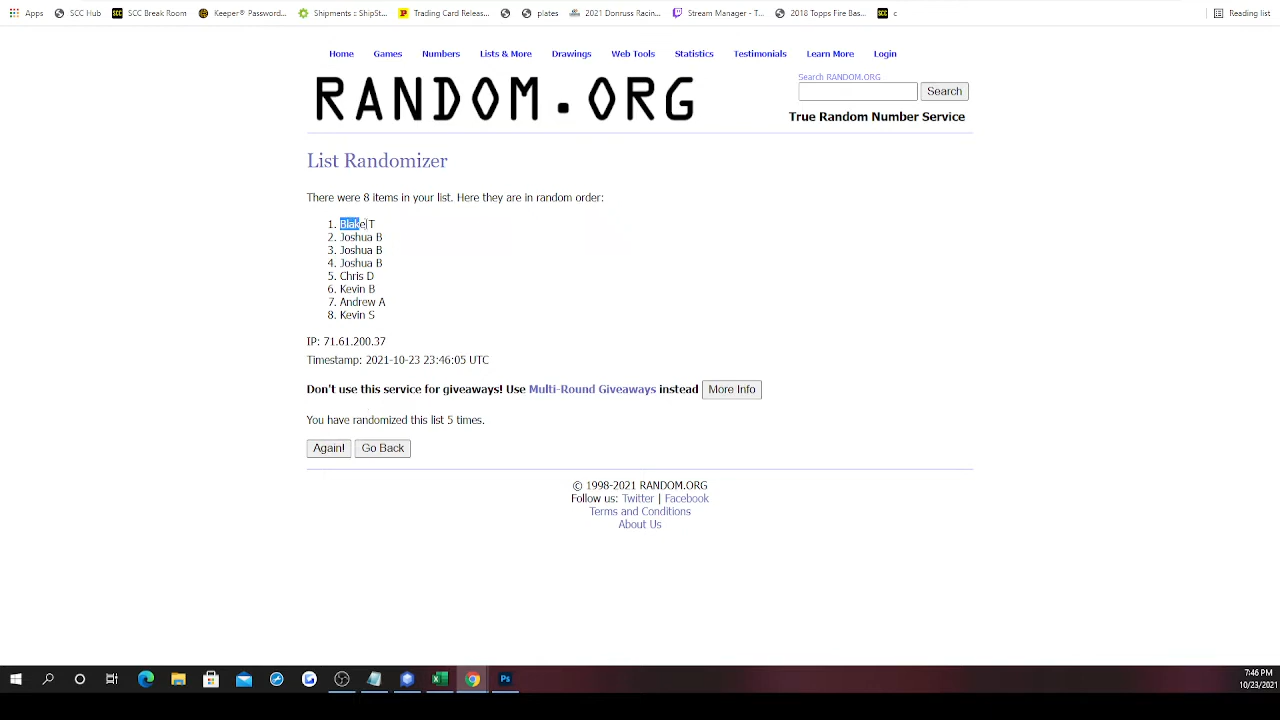 Apps SCC Hub SCC Break Room Keeper® Password... Shipments :: ShipSt... Trading Card Releas... plates 2021 Donruss Racin... Stream Manager - T... 2018 Topps Fire Bas... c Reading list
Home Games Numbers Lists & More Drawings Web Tools Statistics Testimonials Learn More Login
RANDOM.ORG
Search RANDOM.ORG
Search
True Random Number Service
List Randomizer
There were 8 items in your list. Here they are in random order:
1. Blake T
2. Joshua B
3. Joshua B
4. Joshua B
5. Chris D
6. Kevin B
7. Andrew A
8. Kevin S
IP: 71.61.200.37
Timestamp: 2021-10-23 23:46:05 UTC
Don't use this service for giveaways! Use Multi-Round Giveaways instead More Info
You have randomized this list 5 times.
Again! Go Back
© 1998-2021 RANDOM.ORG
Follow us: Twitter | Facebook
Terms and Conditions
About Us
7:46 PM
10/23/2021